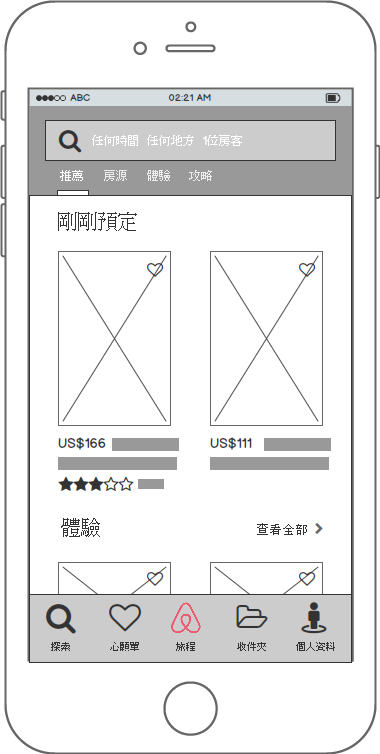 ABC 02:21 AM
任何時間 任何地方 1位房客
推薦 房源 體驗 攻略
剛剛預定
US$166 US$111
體驗 查看全部
探索 心願單 旅程 收件夾 個人資料